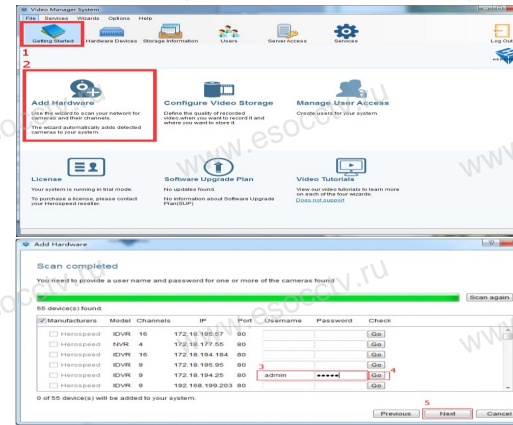 Video Manager System
File Services Wizards Options Help
Getting Started Hardware Devices Storage Information Users Server Access Services Log Out
1
2
Add Hardware
Use the wizard to scan your network for
cameras and their channels.
The wizard automatically adds detected
cameras to your system.
Configure Video Storage
Define the quality of recorded
video,when you want to record it and
where you want to store it.
Manage User Access
Create users for your system.
License
Your system is running in trial mode.
To purchase a license, please contact
your Herospeed reseller.
Software Upgrade Plan
No updates found.
No information about Software Upgrade
Plan(SUP)
Video Tutorials
View our video tutorials to learn more
on each of the four wizards.
Does not support
www.esocctv.ru
Add Hardware
Scan completed
You need to provide a user name and password for one or more of the cameras found
Scan again
55 device(s) found.
Manufacturers Model Channels IP Port Username Password Check
Herospeed IDVR 16 172.18.195.57 80 Go
Herospeed NVR 4 172.18.177.55 80 Go
Herospeed IDVR 16 172.18.194.184 80 Go
Herospeed IDVR 9 172.18.195.95 80 Go
3
4
Herospeed IDVR 9 172.18.194.25 80 admin ●●●●● Go
Herospeed IDVR 9 192.168.199.203 80 Go
0 of 55 device(s) will be added to your system.
5
Previous Next Cancel